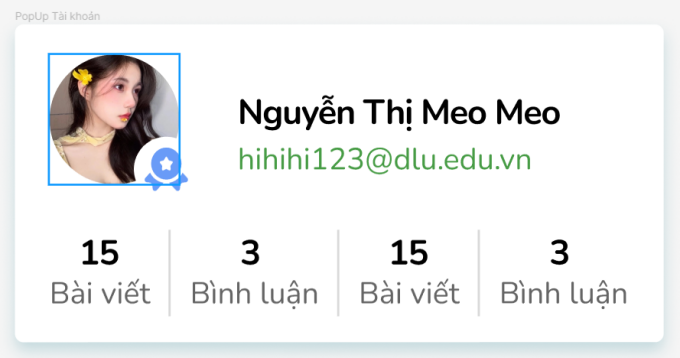 PopUp Tài khoản
Nguyễn Thị Meo Meo
hihihi123@dlu.edu.vn
15 3 15 3
Bài viết Bình luận Bài viết Bình luận